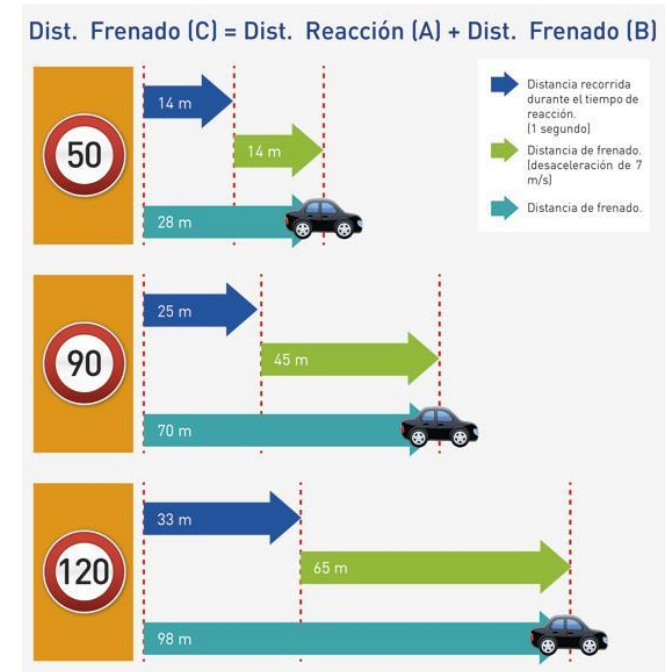 Dist. Frenado (C) = Dist. Reacción (A) + Dist. Frenado (B)
Distancia recorrida
durante el tiempo de
reacción.
(1 segundo)
Distancia de frenado.
(desaceleración de 7
m/s)
Distancia de frenado.
50
14 m
14 m
28 m
90
25 m
45 m
70 m
120
33 m
65 m
98 m